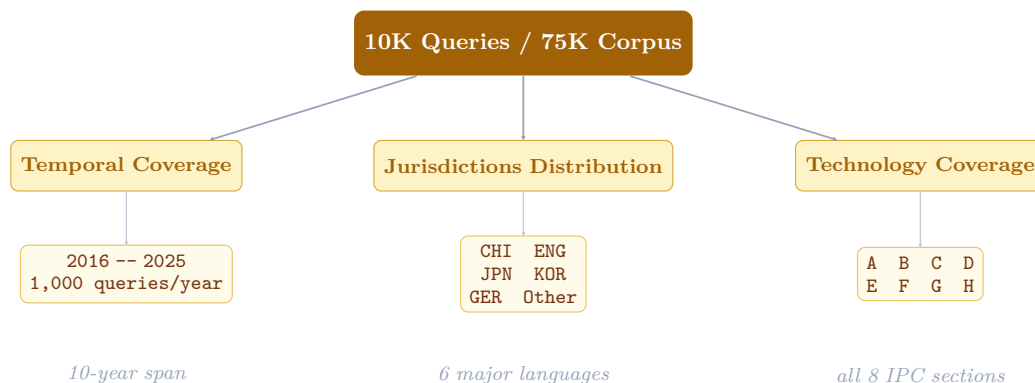 10K Queries / 75K Corpus
Temporal Coverage
Jurisdictions Distribution
Technology Coverage
2016 -- 2025
1,000 queries/year
CHI ENG
JPN KOR
GER Other
A B C D
E F G H
10-year span
6 major languages
all 8 IPC sections